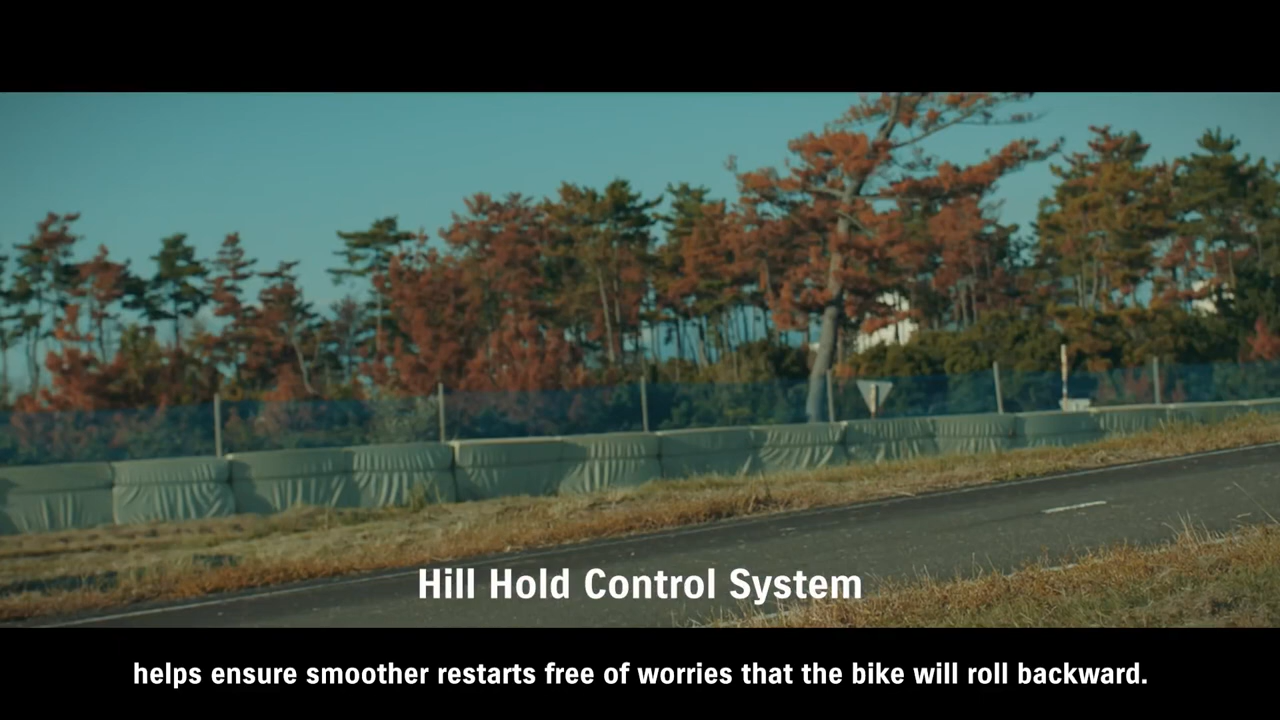 Hill Hold Control System
helps ensure smoother restarts free of worries that the bike will roll backward.